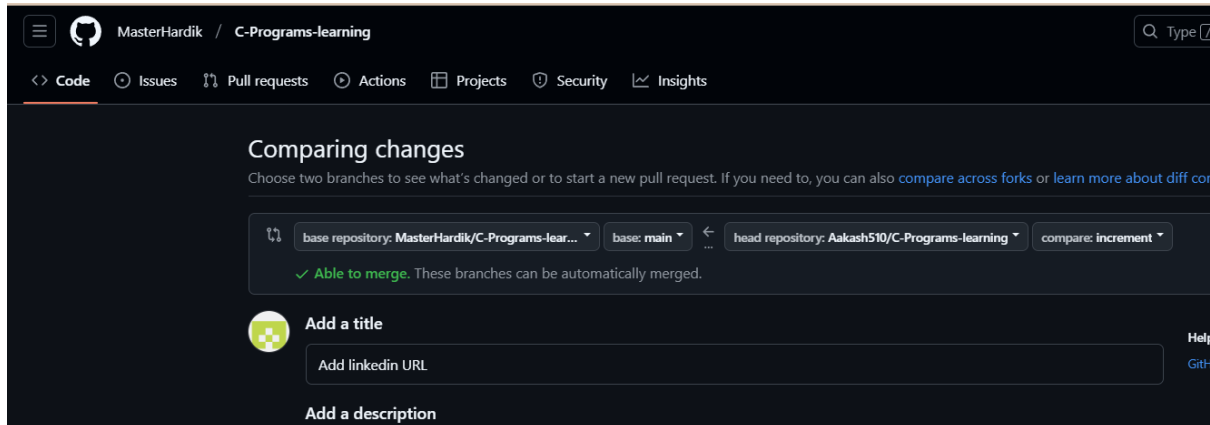 MasterHardik / C-Programs-learning
Type /
<> Code Issues Pull requests Actions Projects Security Insights
Comparing changes
Choose two branches to see what's changed or to start a new pull request. If you need to, you can also compare across forks or learn more about diff
base repository: MasterHardik/C-Programs-lear... base: main ← ... head repository: Aakash510/C-Programs-learning compare: increment
✓ Able to merge. These branches can be automatically merged.
Add a title
Help
Add linkedin URL
Add a description